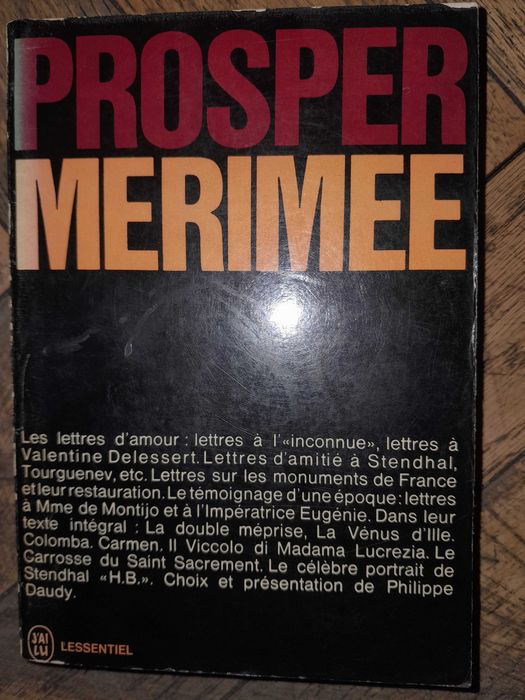 PROSPER
MERIMEE
Les lettres d'amour : lettres à l'«inconnue», lettres à
Valentine Delessert. Lettres d'amitié à Stendhal,
Tourguenev, etc. Lettres sur les monuments de France
et leur restauration. Le témoignage d'une époque: lettres
à Mme de Montijo et à l'Impératrice Eugénie. Dans leur
texte intégral : La double méprise, La Vénus d'Ille.
Colomba. Carmen. Il Viccolo di Madama Lucrezia. Le
Carrosse du Saint Sacrement. Le célèbre portrait de
Stendhal «H.B.». Choix et présentation de Philippe
Daudy.
J'AI
LU
LESSENTIEL